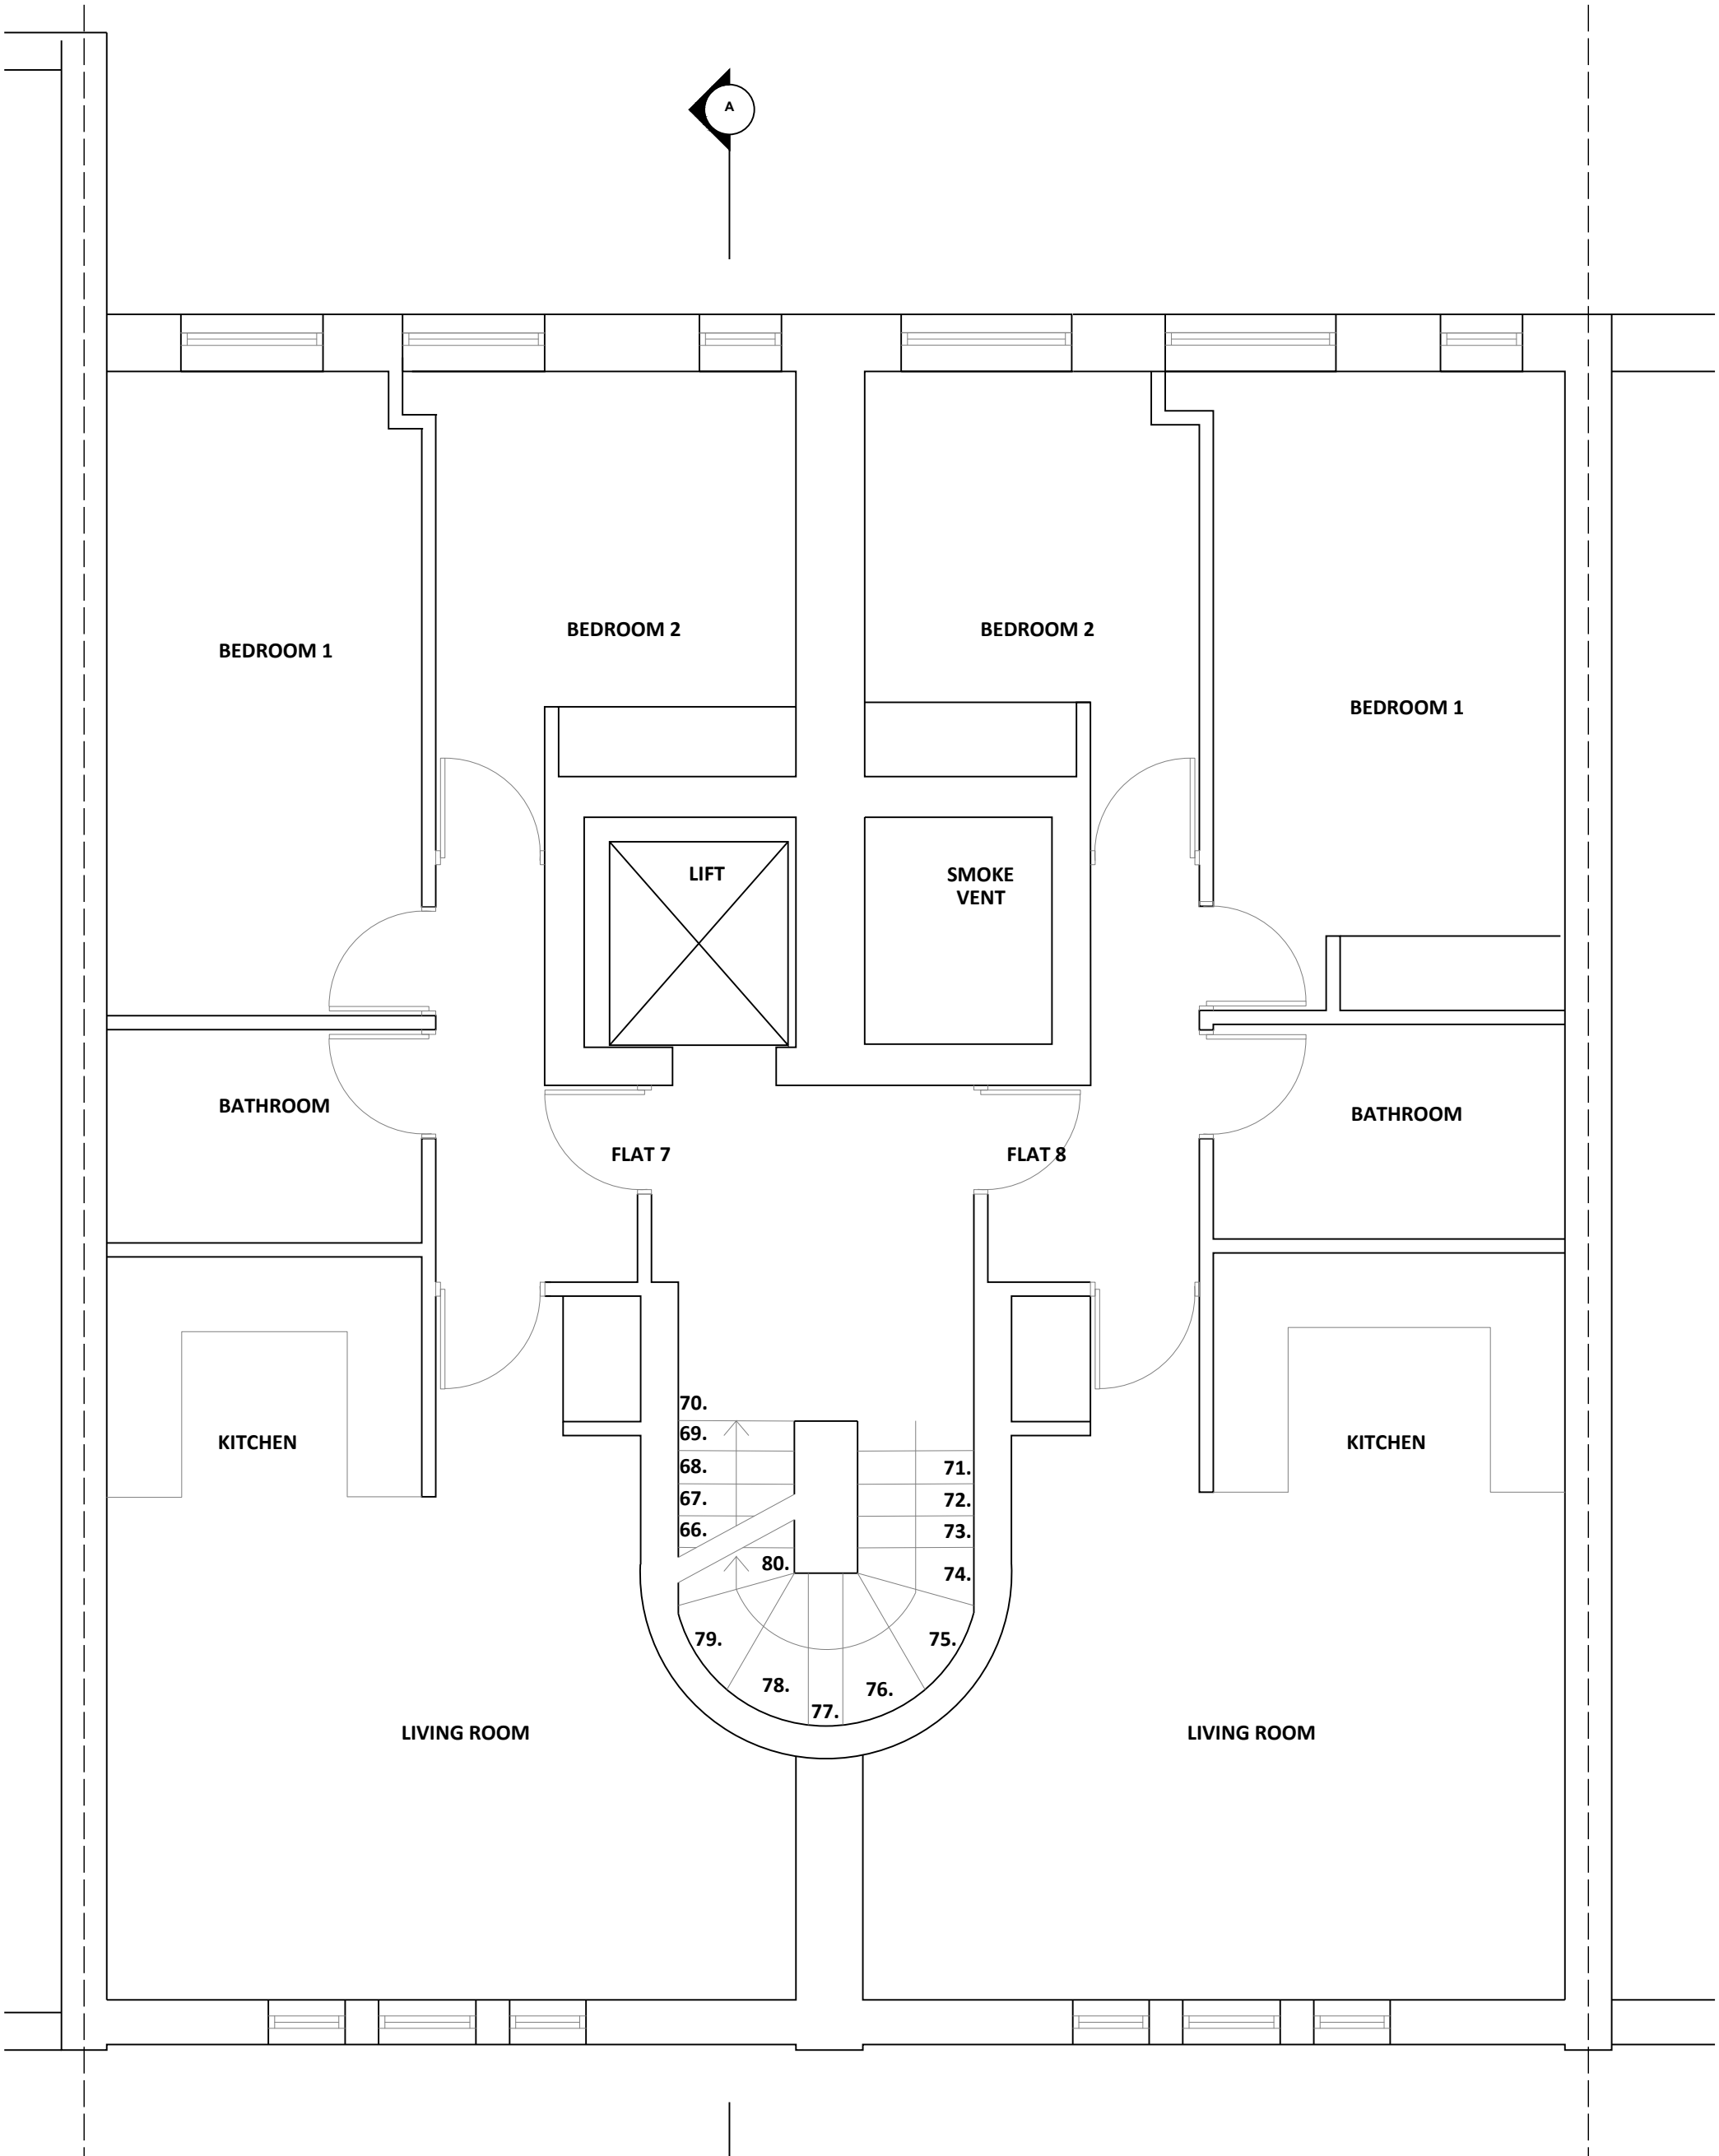 A
BEDROOM 2
BEDROOM 2
BEDROOM 1
BEDROOM 1
LIFT
SMOKE
VENT
BATHROOM
BATHROOM
FLAT 7
FLAT 8
70.
69.
KITCHEN
KITCHEN
68.
71.
67.
72.
66.
73.
80.
74.
79.
75.
78.
76.
77.
LIVING ROOM
LIVING ROOM